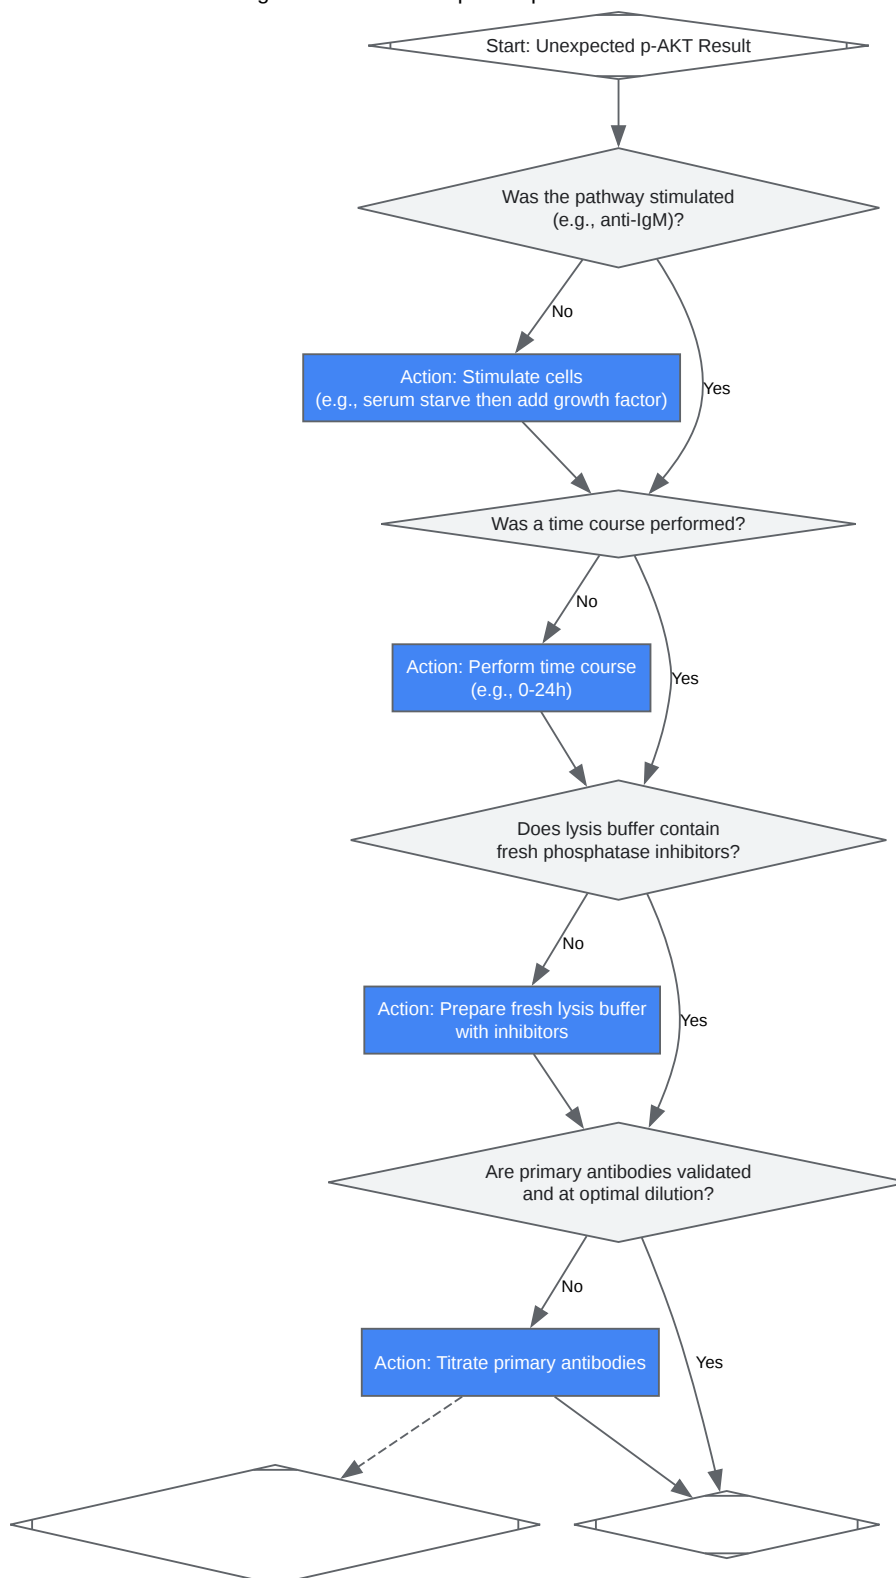 Start: Unexpected p-AKT Result
Was the pathway stimulated
(e.g., anti-IgM)?
No
Action: Stimulate cells
(e.g., serum starve then add growth factor)
Yes
Was a time course performed?
No
Action: Perform time course
(e.g., 0-24h)
Yes
Does lysis buffer contain
fresh phosphatase inhibitors?
No
Action: Prepare fresh lysis buffer
with inhibitors
Yes
Are primary antibodies validated
and at optimal dilution?
No
Action: Titrate primary antibodies
Yes